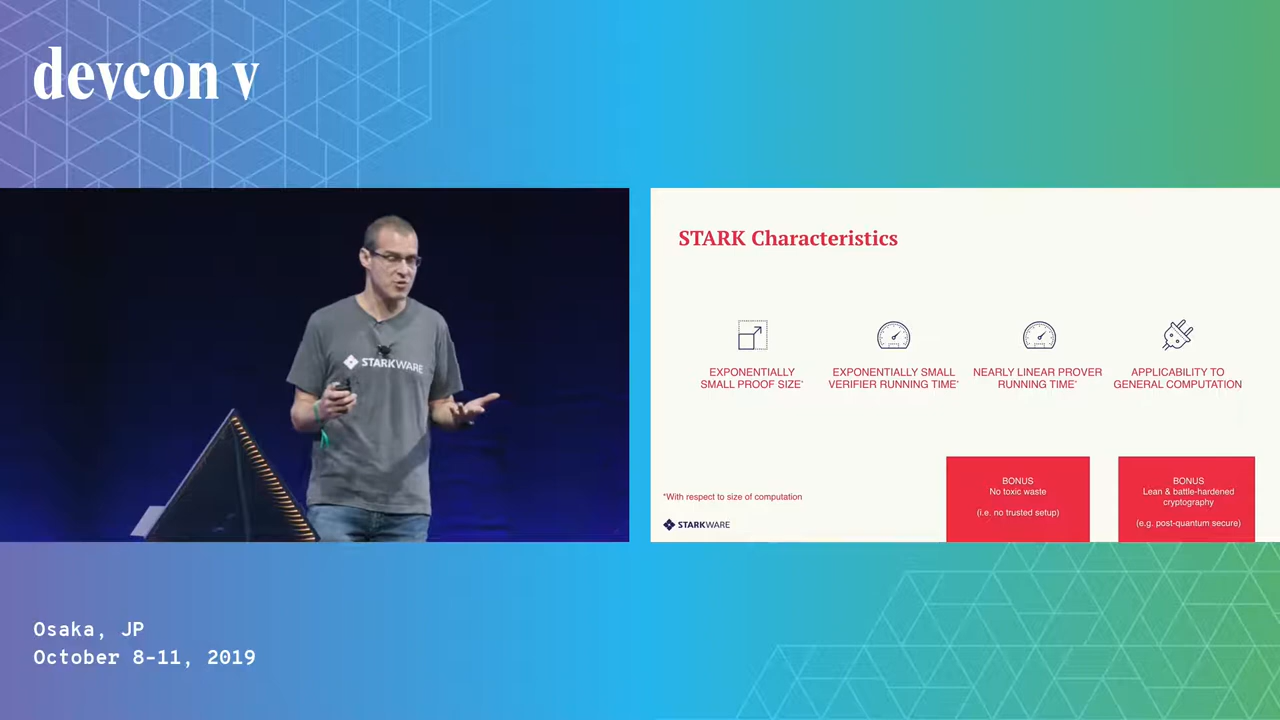 devcon v
STARKWARE
STARK Characteristics
EXPONENTIALLY
SMALL PROOF SIZE*
EXPONENTIALLY SMALL
VERIFIER RUNNING TIME*
NEARLY LINEAR PROVER
RUNNING TIME*
APPLICABILITY TO
GENERAL COMPUTATION
BONUS
No toxic waste
(i.e. no trusted setup)
BONUS
Lean & battle-hardened
cryptography
(e.g. post-quantum secure)
*With respect to size of computation
STARKWARE
Osaka, JP
October 8-11, 2019